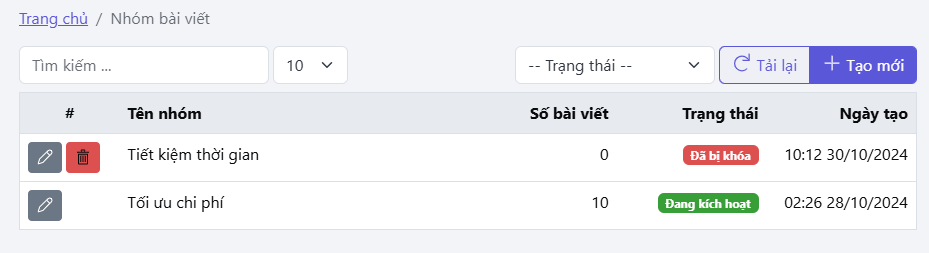 Trang chủ / Nhóm bài viết
Tìm kiếm ... 10 -- Trạng thái -- Tải lại Tạo mới
# Tên nhóm Số bài viết Trạng thái Ngày tạo
Tiết kiệm thời gian 0 Đã bị khóa 10:12 30/10/2024
Tối ưu chi phí 10 Đang kích hoạt 02:26 28/10/2024